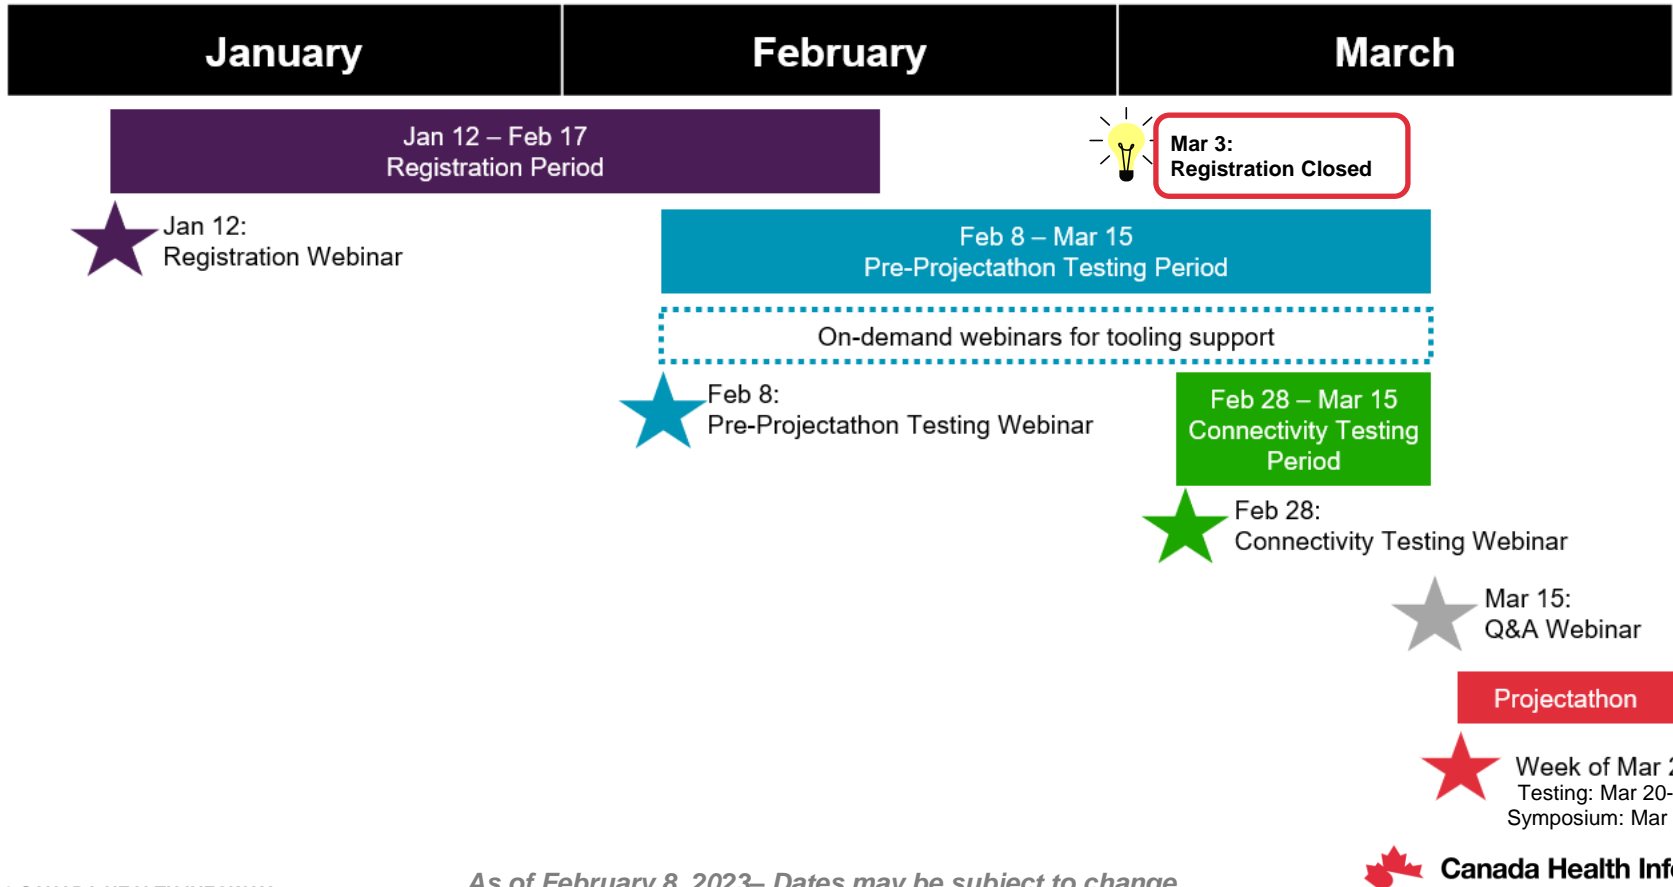 January
February
March
Jan 12 – Feb 17
Registration Period
Mar 3:
Registration Closed
Jan 12:
Registration Webinar
Feb 8 – Mar 15
Pre-Projectathon Testing Period
On-demand webinars for tooling support
Feb 8:
Pre-Projectathon Testing Webinar
Feb 28 – Mar 15
Connectivity Testing
Period
Feb 28:
Connectivity Testing Webinar
Mar 15:
Q&A Webinar
Projectathon
Week of Mar
Testing: Mar 20-
Symposium: Mar
As of February 8, 2023– Dates may be subject to change
Canada Health